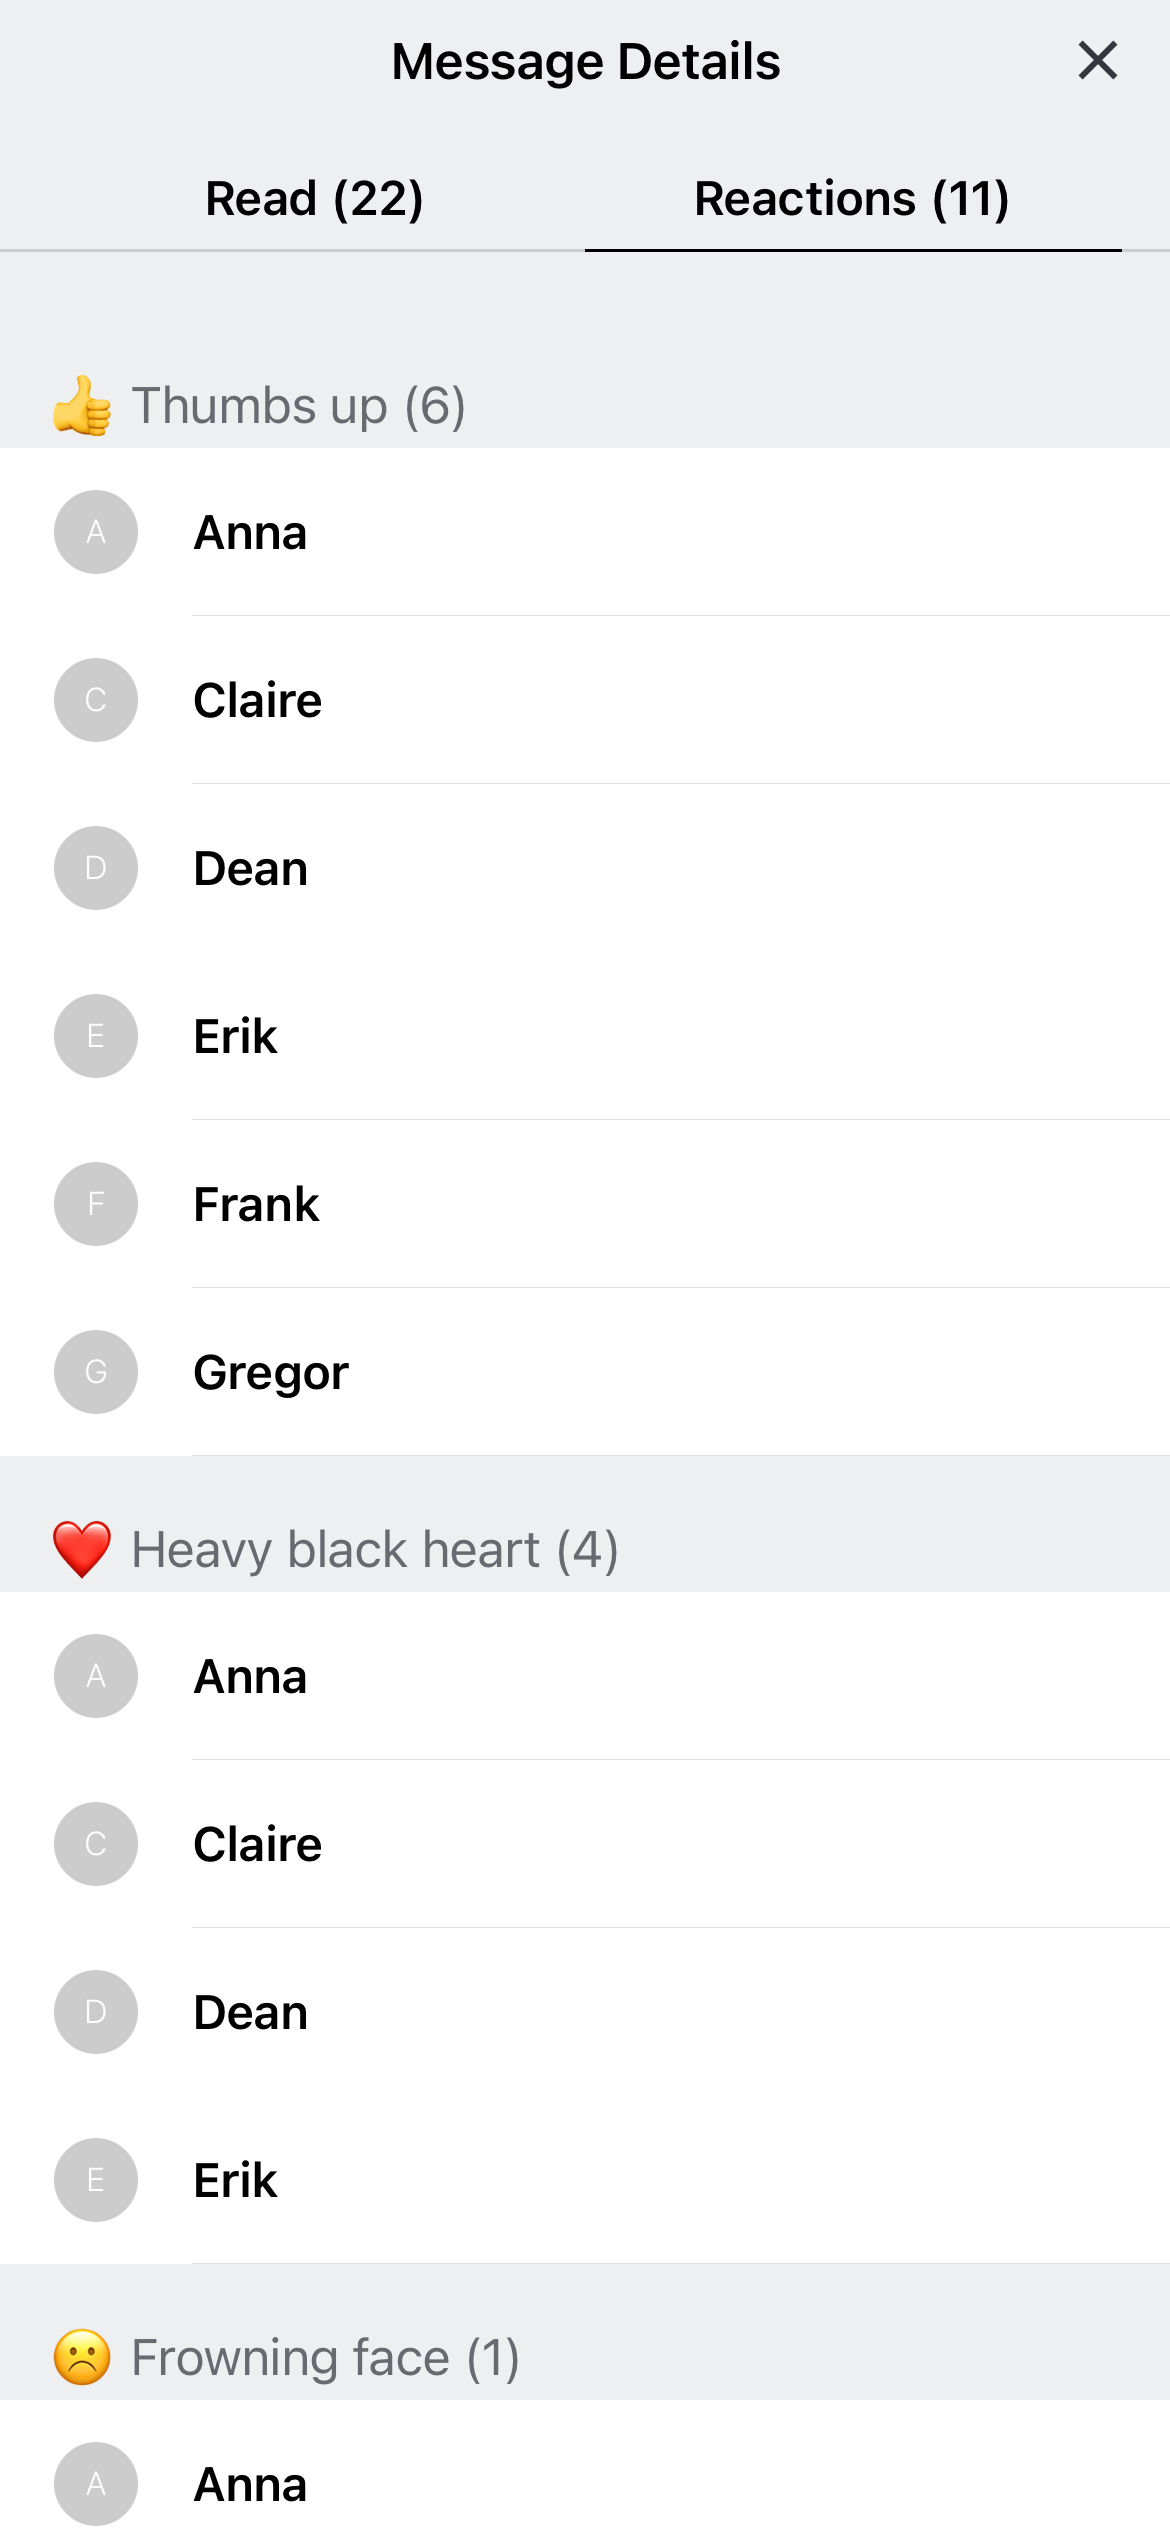 Message Details
Read (22)
Reactions (11)
👍 Thumbs up (6)
A Anna
C Claire
D Dean
E Erik
F Frank
G Gregor
❤️ Heavy black heart (4)
A Anna
C Claire
D Dean
E Erik
☹️ Frowning face (1)
A Anna